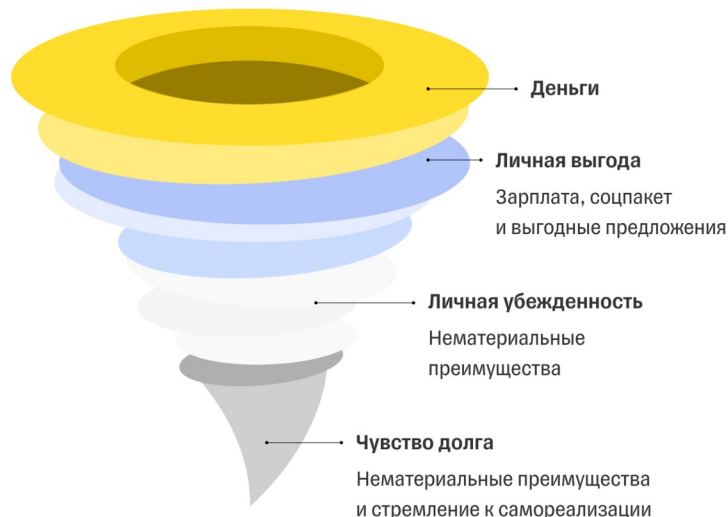 Деньги
Личная выгода
Зарплата, соцпакет
и выгодные предложения
Личная убежденность
Нематериальные
преимущества
Чувство долга
Нематериальные преимущества
и стремление к самореализации